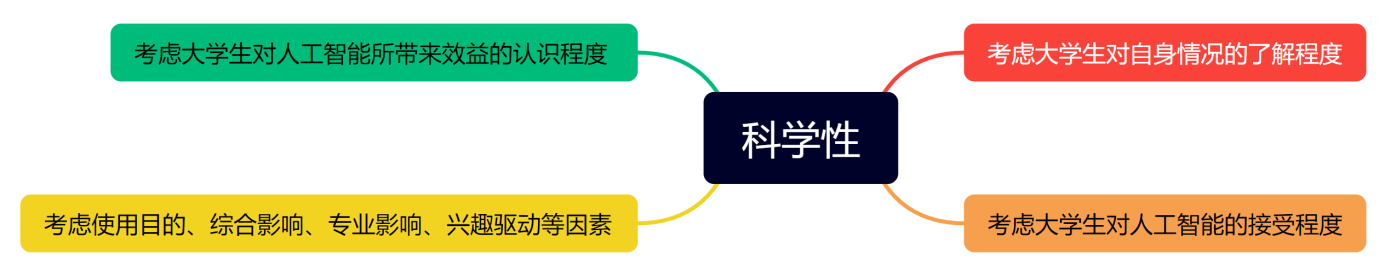 考虑大学生对人工智能所带来效益的认识程度
考虑大学生对自身情况的了解程度
科学性
考虑使用目的、综合影响、专业影响、兴趣驱动等因素
考虑大学生对人工智能的接受程度